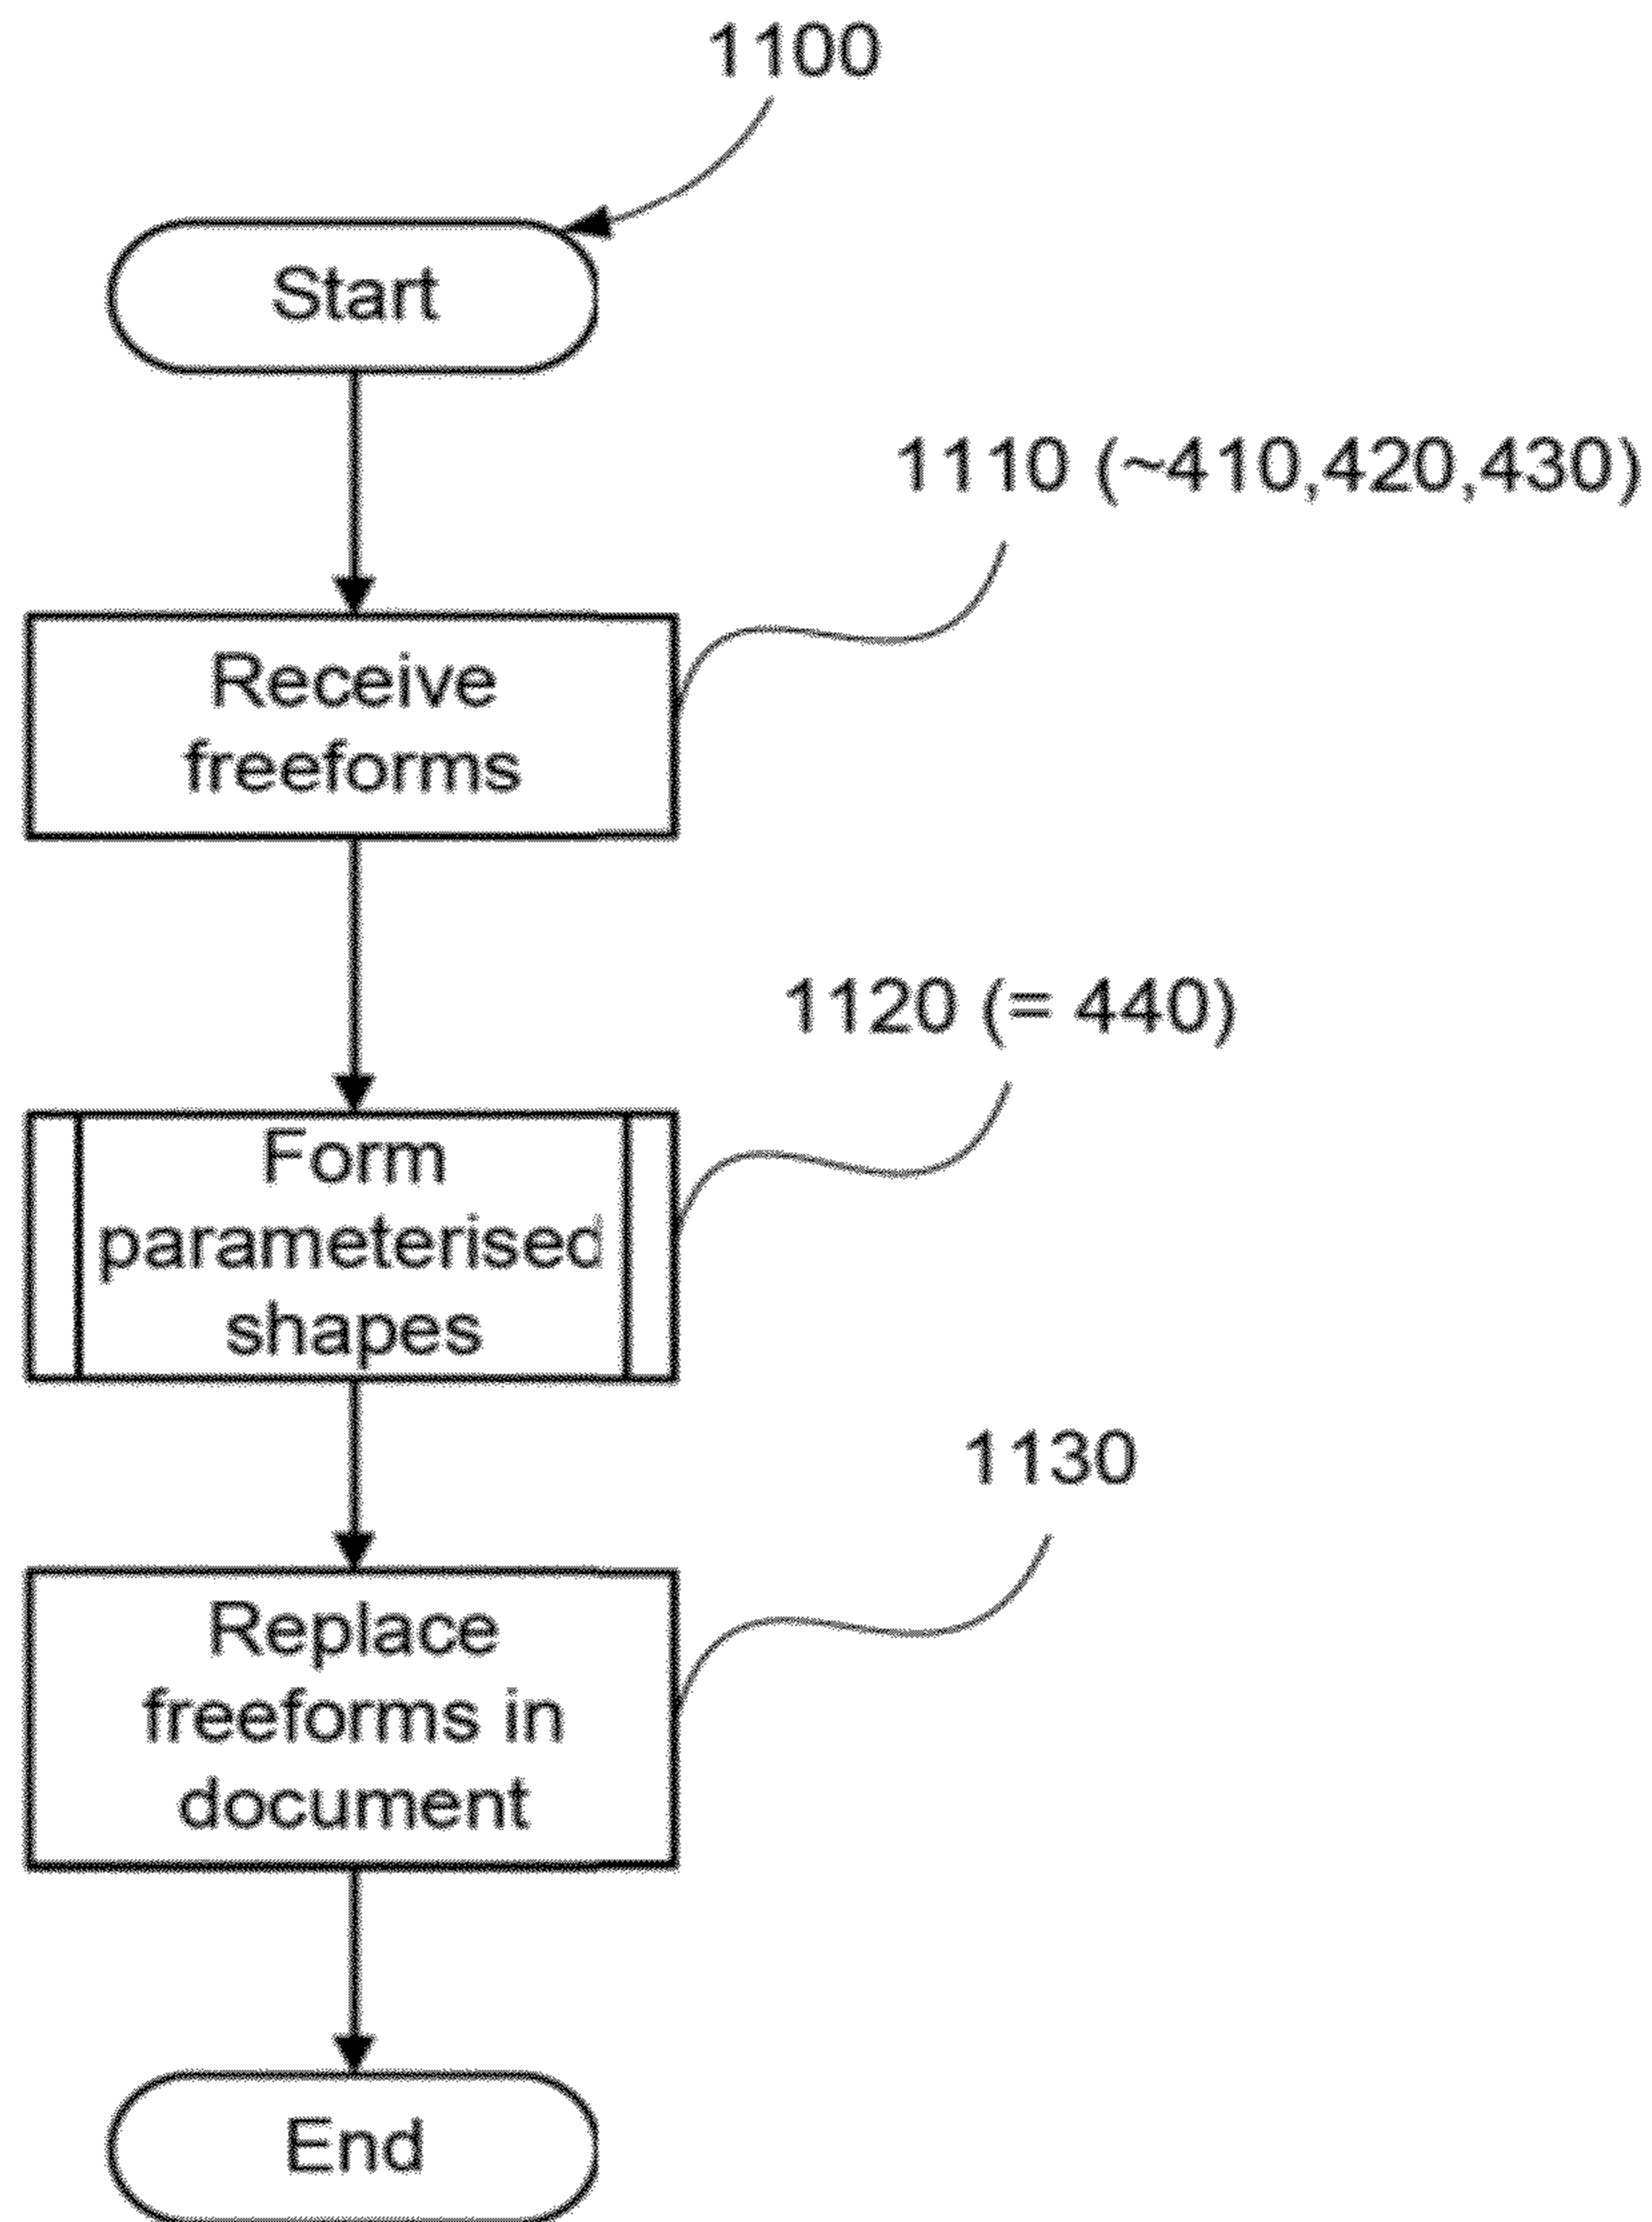 1100
Start
1110 (~410,420,430)
Receive
freeforms
1120 (= 440)
Form
parameterised
shapes
1130
Replace
freeforms in
document
End